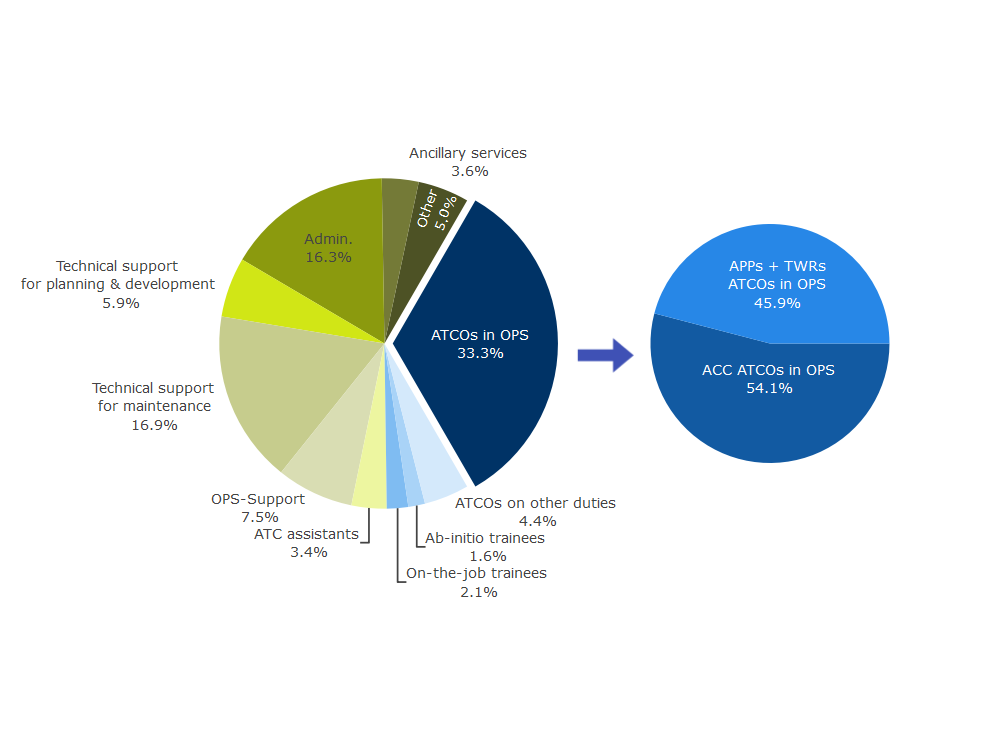 Ancillary services
3.6%
Other
5.0%
Admin.
16.3%
Technical support
for planning & development
5.9%
ATCOs in OPS
33.3%
Technical support
for maintenance
16.9%
OPS-Support
7.5%
ATC assistants
3.4%
ATCOs on other duties
4.4%
Ab-initio trainees
1.6%
On-the-job trainees
2.1%
APPs + TWRs
ATCOs in OPS
45.9%
ACC ATCOs in OPS
54.1%